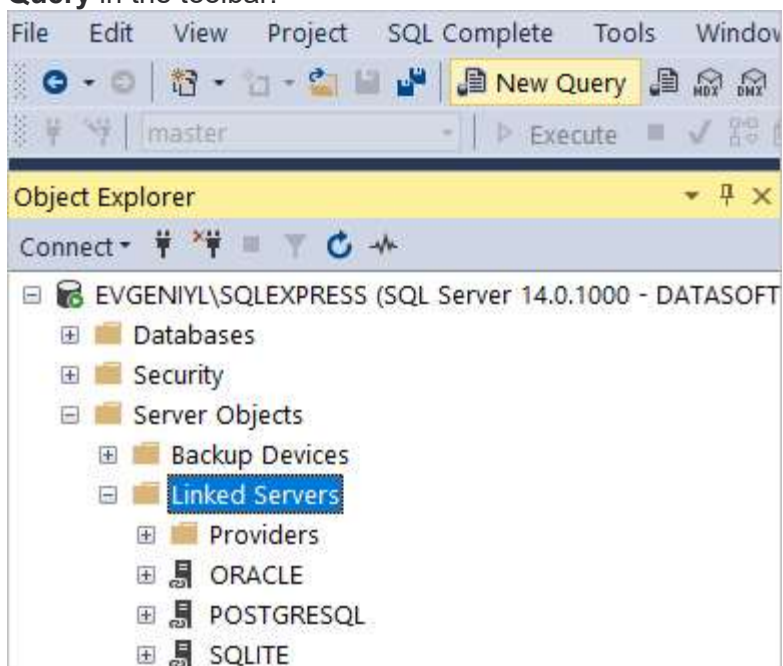 Query in the toolbar.
File Edit View Project SQL Complete Tools Window
New Query MDX DMX
master Execute
Object Explorer
Connect
EVGENIYL\SQLEXPRESS (SQL Server 14.0.1000 - DATASOFT
Databases
Security
Server Objects
Backup Devices
Linked Servers
Providers
ORACLE
POSTGRESQL
SQLITE